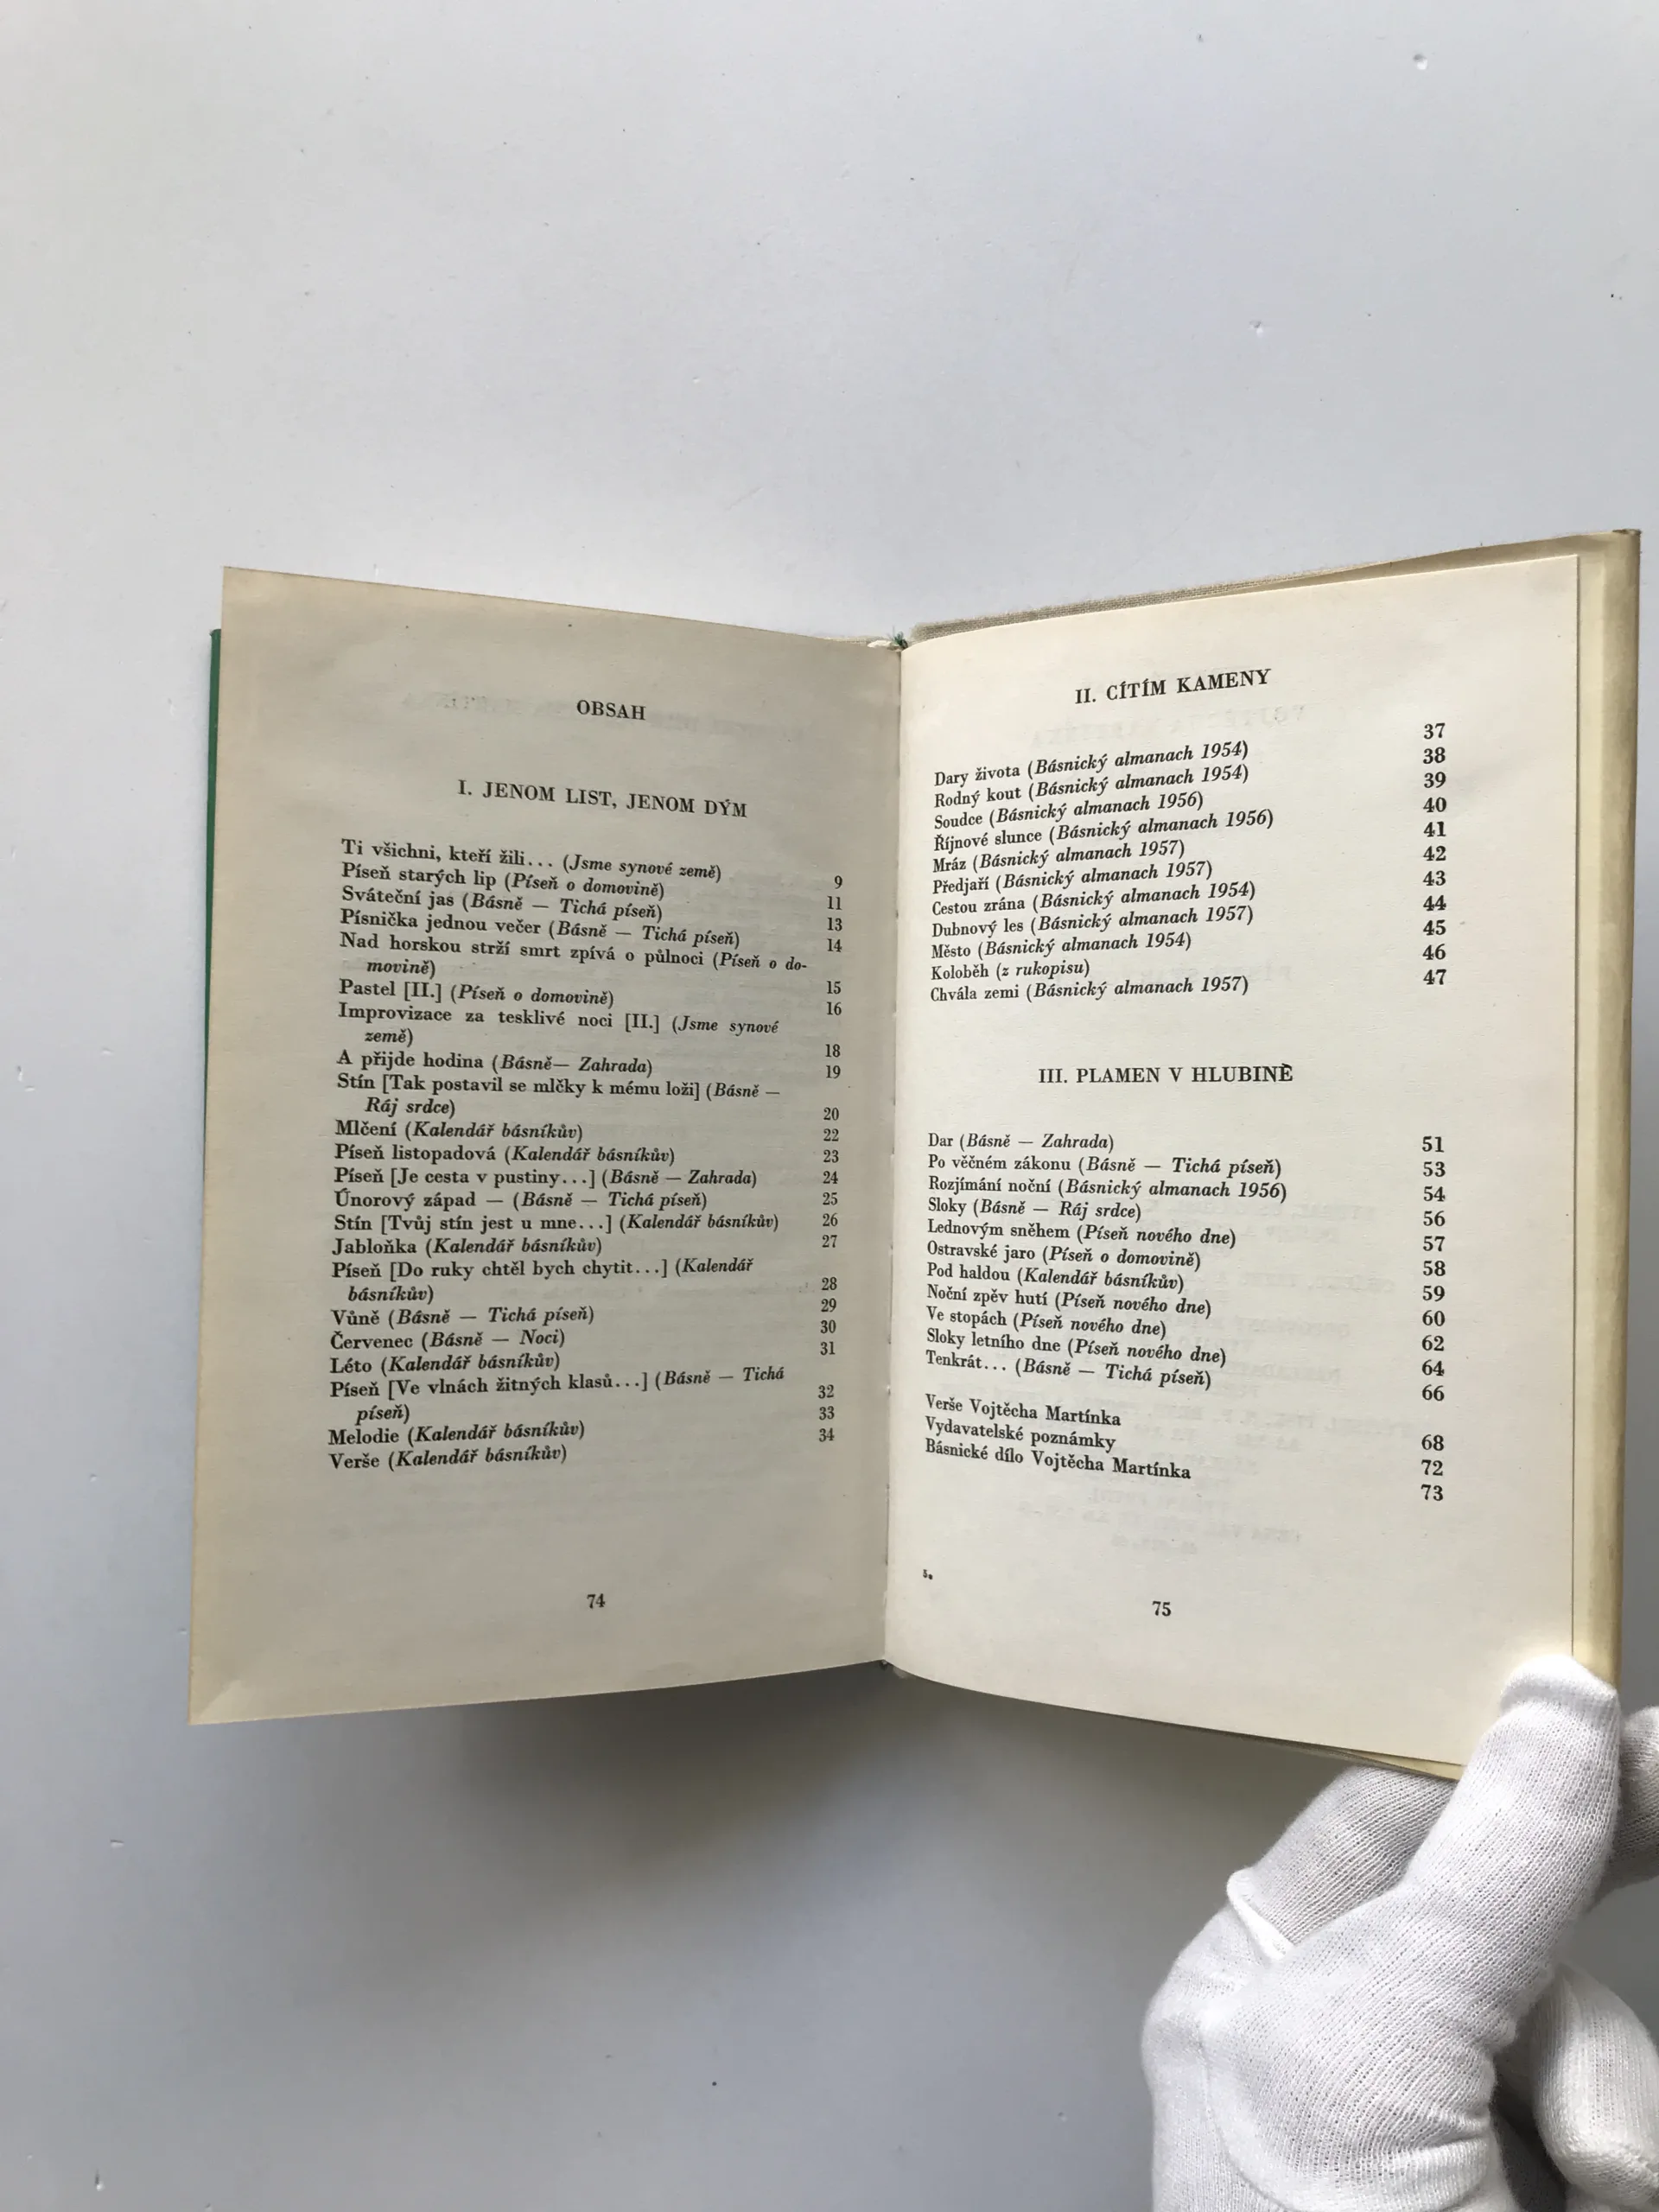 OBSAH
I. JENOM LIST, JENOM DÝM
Ti všichni, kteří žili... (Jsme synové země) 9
Píseň starých lip (Píseň o domovině) 11
Sváteční jas (Básně — Tichá píseň) 13
Písnička jednou večer (Básně — Tichá píseň) 14
Nad horskou strží smrt zpívá o půlnoci (Píseň o do-
movině) 15
Pastel [II.] (Píseň o domovině) 16
Improvizace za tesklivé noci [II.] (Jsme synové
země) 18
A přijde hodina (Básně— Zahrada) 19
Stín [Tak postavil se mlčky k mému loži] (Básně —
Ráj srdce) 20
Mlčení (Kalendář básníkův) 22
Píseň listopadová (Kalendář básníkův) 23
Píseň [Je cesta v pustiny...] (Básně — Zahrada) 24
Únorový západ — (Básně — Tichá píseň) 25
Stín [Tvůj stín jest u mne...] (Kalendář básníkův) 26
Jabloňka (Kalendář básníkův) 27
Píseň [Do ruky chtěl bych chytit...] (Kalendář
básníkův) 28
Vůně (Básně — Tichá píseň) 29
Červenec (Básně — Noci) 30
Léto (Kalendář básníkův) 31
Píseň [Ve vlnách žitných klasů...] (Básně — Tichá
píseň) 32
Melodie (Kalendář básníkův) 33
Verše (Kalendář básníkův) 34
74
II. CÍTÍM KAMENY
Dary života (Básnický almanach 1954) 37
Rodný kout (Básnický almanach 1954) 38
Soudce (Básnický almanach 1956) 39
Říjnové slunce (Básnický almanach 1956) 40
Mráz (Básnický almanach 1957) 41
Předjaří (Básnický almanach 1957) 42
Cestou zrána (Básnický almanach 1954) 43
Dubnový les (Básnický almanach 1957) 44
Město (Básnický almanach 1954) 45
Koloběh (z rukopisu) 46
Chvála zemi (Básnický almanach 1957) 47
III. PLAMEN V HLUBINĚ
Dar (Básně — Zahrada) 51
Po věčném zákonu (Básně — Tichá píseň) 53
Rozjímání noční (Básnický almanach 1956) 54
Sloky (Básně — Ráj srdce) 56
Lednovým sněhem (Píseň nového dne) 57
Ostravské jaro (Píseň o domovině) 58
Pod haldou (Kalendář básníkův) 59
Noční zpěv hutí (Píseň nového dne) 60
Ve stopách (Píseň nového dne) 62
Sloky letního dne (Píseň nového dne) 64
Tenkrát... (Básně — Tichá píseň) 66
Verše Vojtěcha Martínka 68
Vydavatelské poznámky 72
Básnické dílo Vojtěcha Martínka 73
5*
75